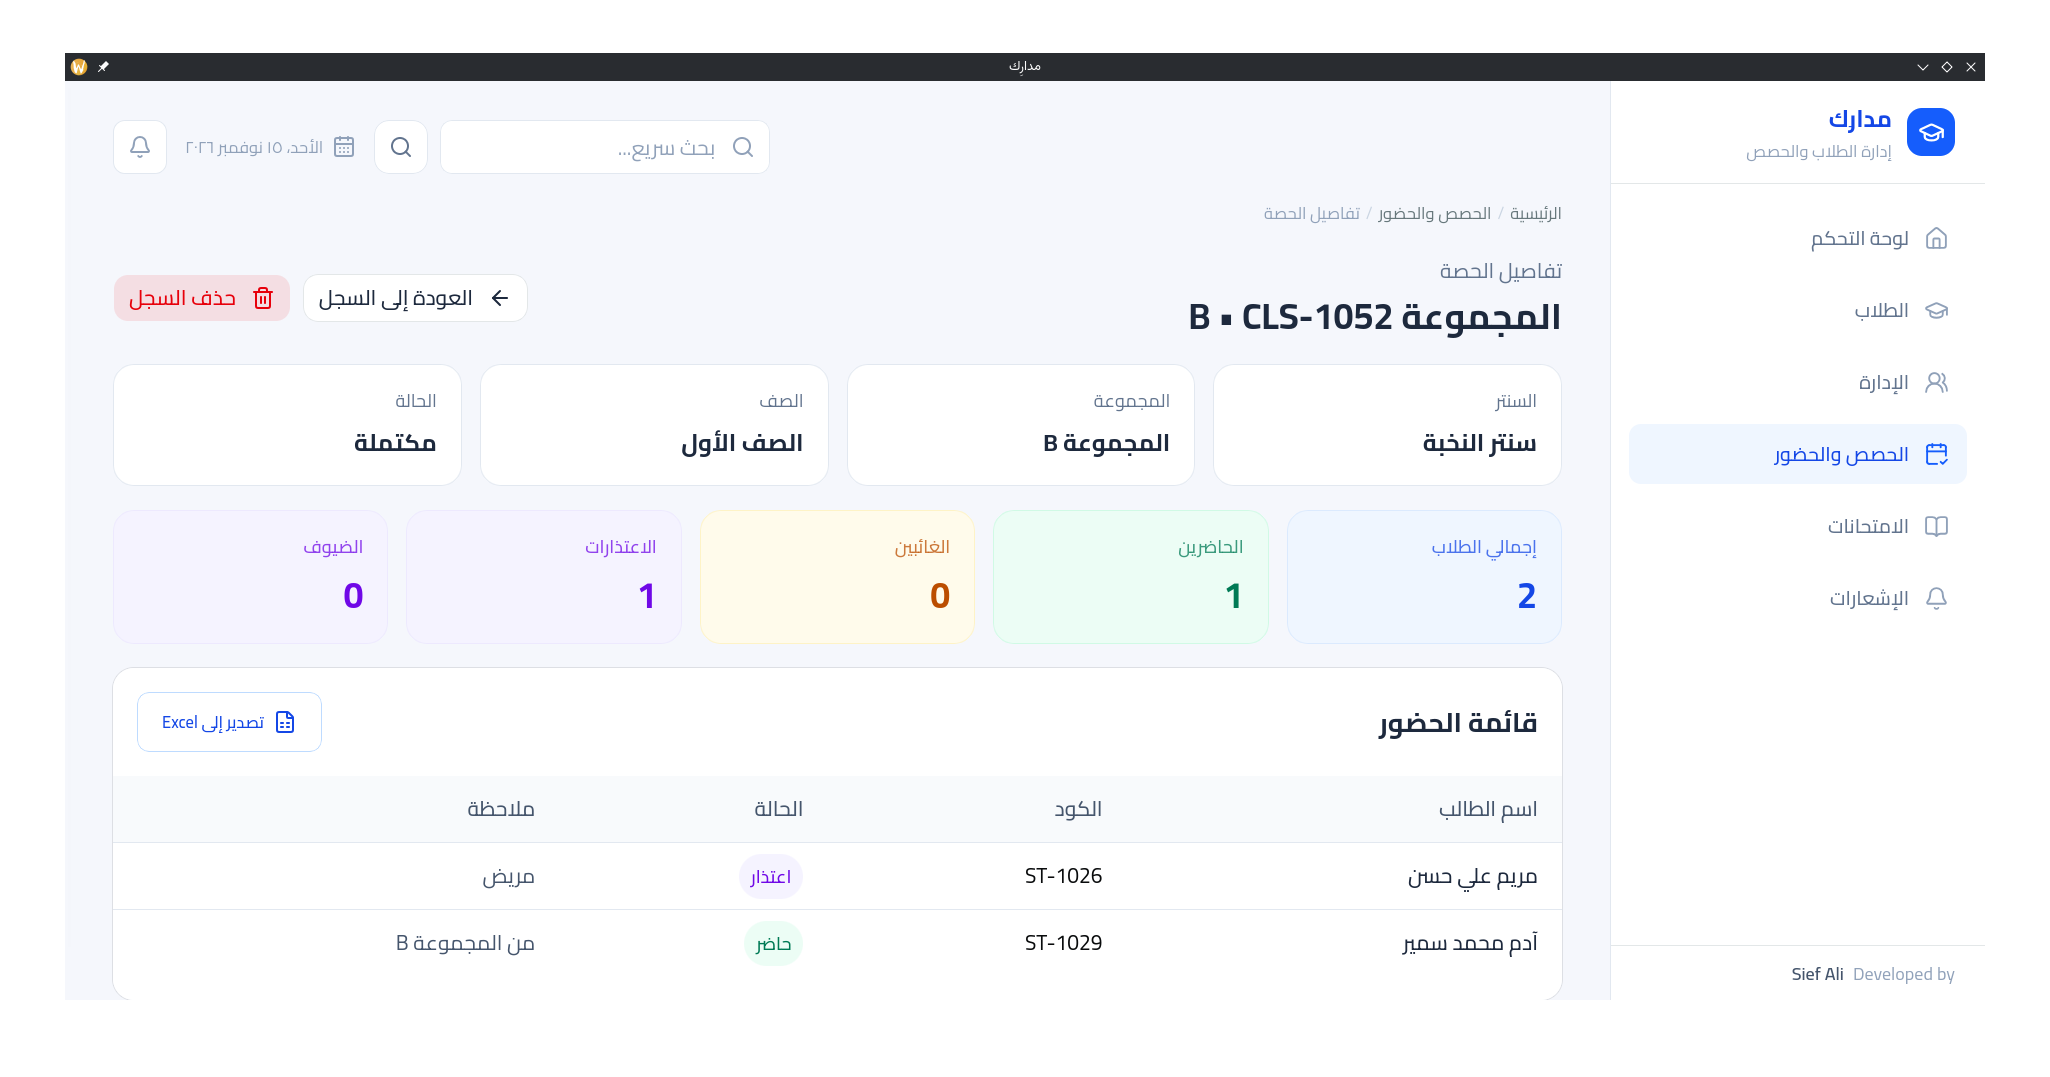 مدارك
مدارك
إدارة الطلاب والحصص
لوحة التحكم
الطلاب
الإدارة
الحصص والحضور
الامتحانات
الإشعارات
Sief Ali Developed by
بحث سريع...
الأحد، ١٥ نوفمبر ٢٠٢٦
الرئيسية / الحصص والحضور / تفاصيل الحصة
تفاصيل الحصة
المجموعة B ▪ CLS-1052
العودة إلى السجل
حذف السجل
السنتر
سنتر النخبة
المجموعة
المجموعة B
الصف
الصف الأول
الحالة
مكتملة
إجمالي الطلاب
2
الحاضرين
1
الغائبين
0
الاعتذارات
1
الضيوف
0
قائمة الحضور
تصدير إلى Excel
اسم الطالب الكود الحالة ملاحظة
مريم علي حسن ST-1026 اعتذار مريض
آدم محمد سمير ST-1029 حاضر من المجموعة B